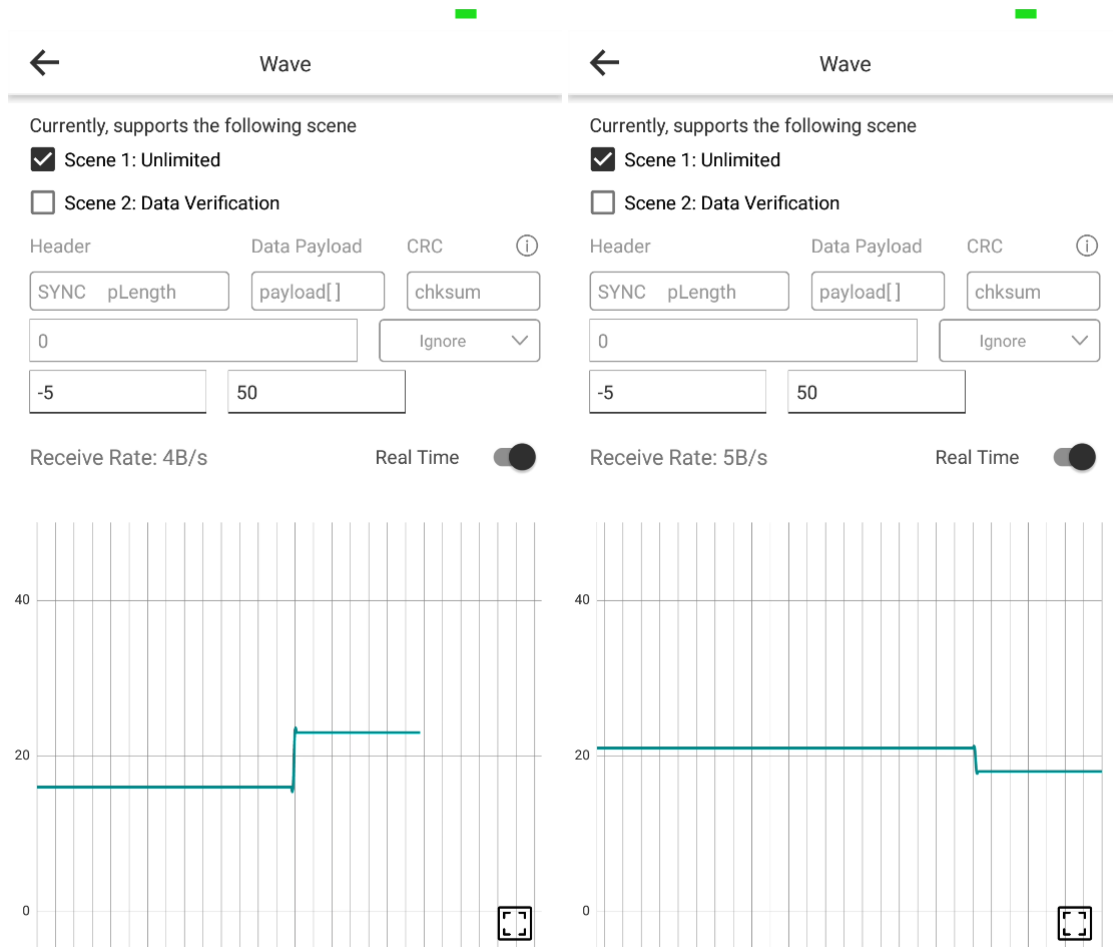 Wave
Currently, supports the following scene
Scene 1: Unlimited
Scene 2: Data Verification
Header Data Payload CRC
SYNC pLength payload[ ] chksum
0 Ignore
-5 50
Receive Rate: 4B/s Real Time
40
20
0
Wave
Currently, supports the following scene
Scene 1: Unlimited
Scene 2: Data Verification
Header Data Payload CRC
SYNC pLength payload[ ] chksum
0 Ignore
-5 50
Receive Rate: 5B/s Real Time
40
20
0